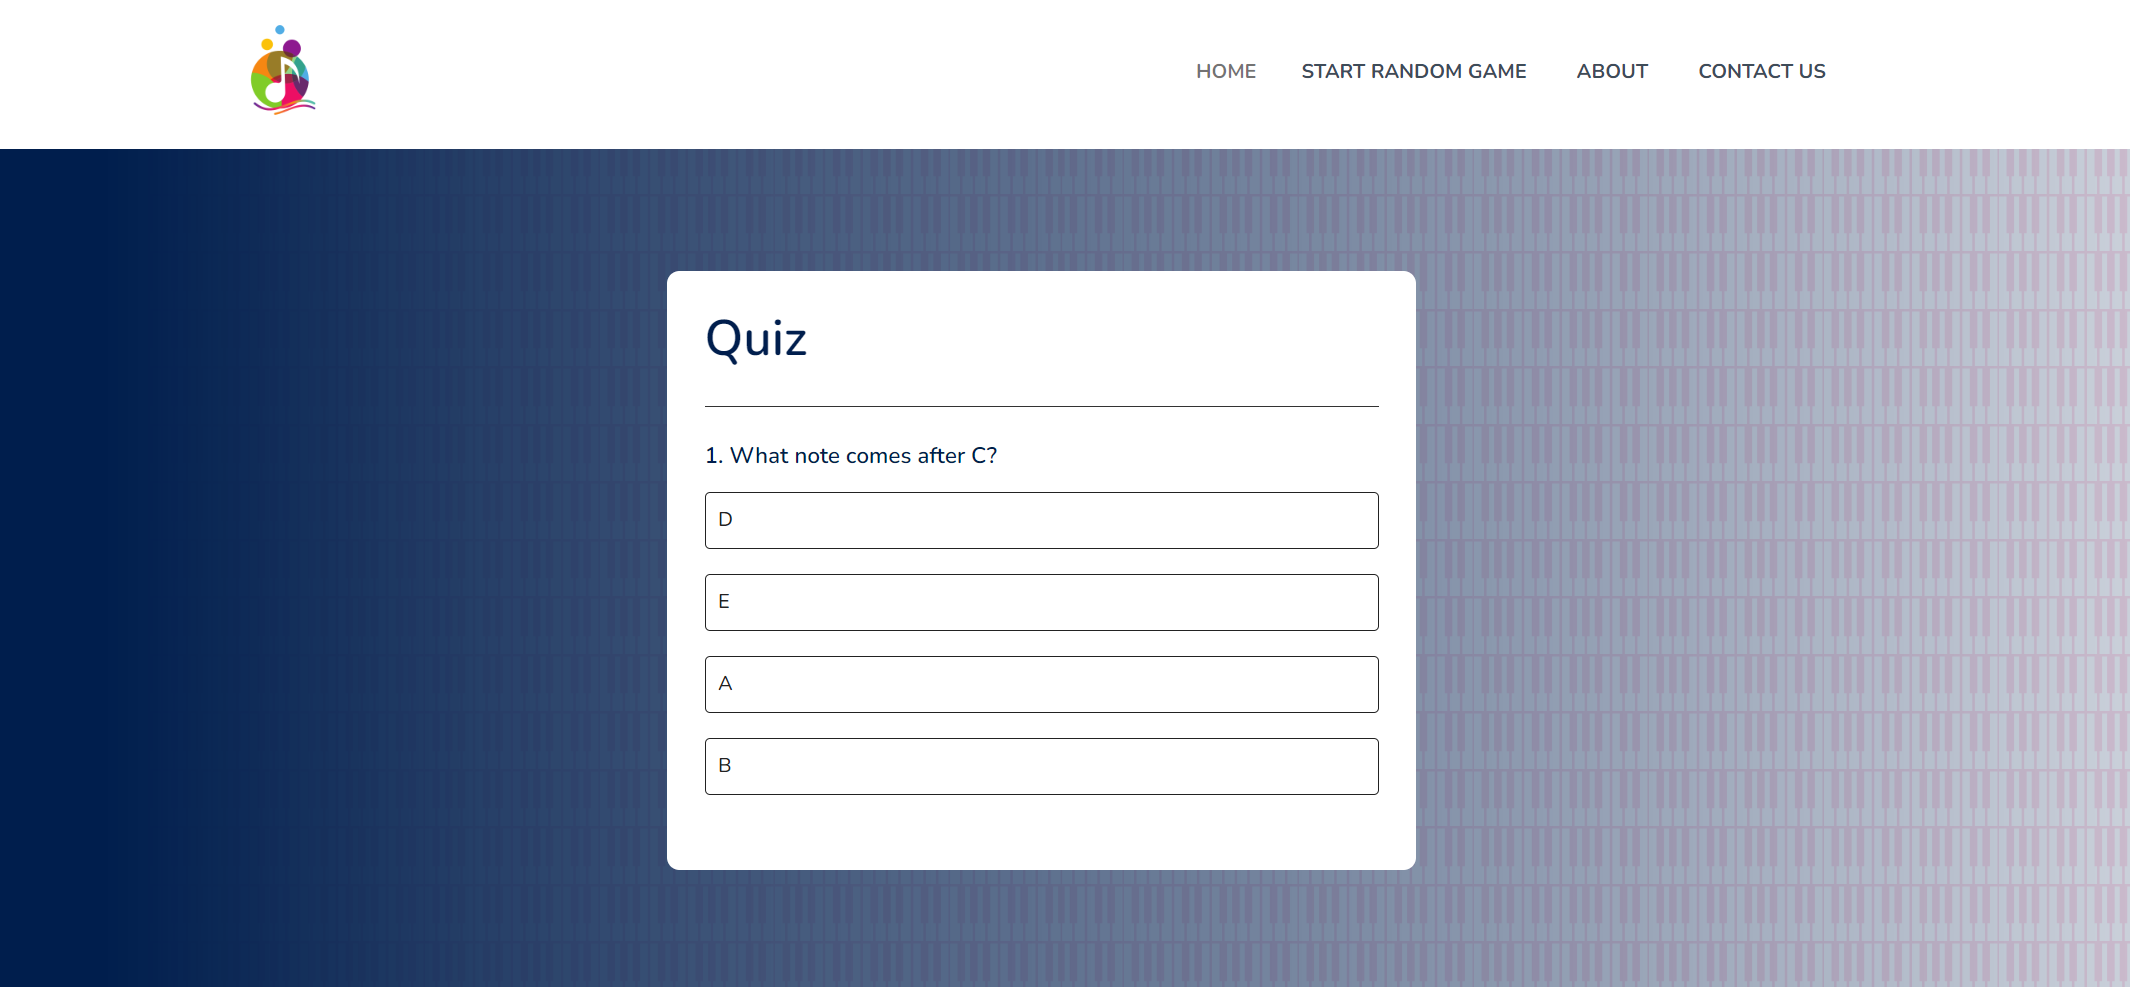 HOME START RANDOM GAME ABOUT CONTACT US
Quiz
1. What note comes after C?
D
E
A
B